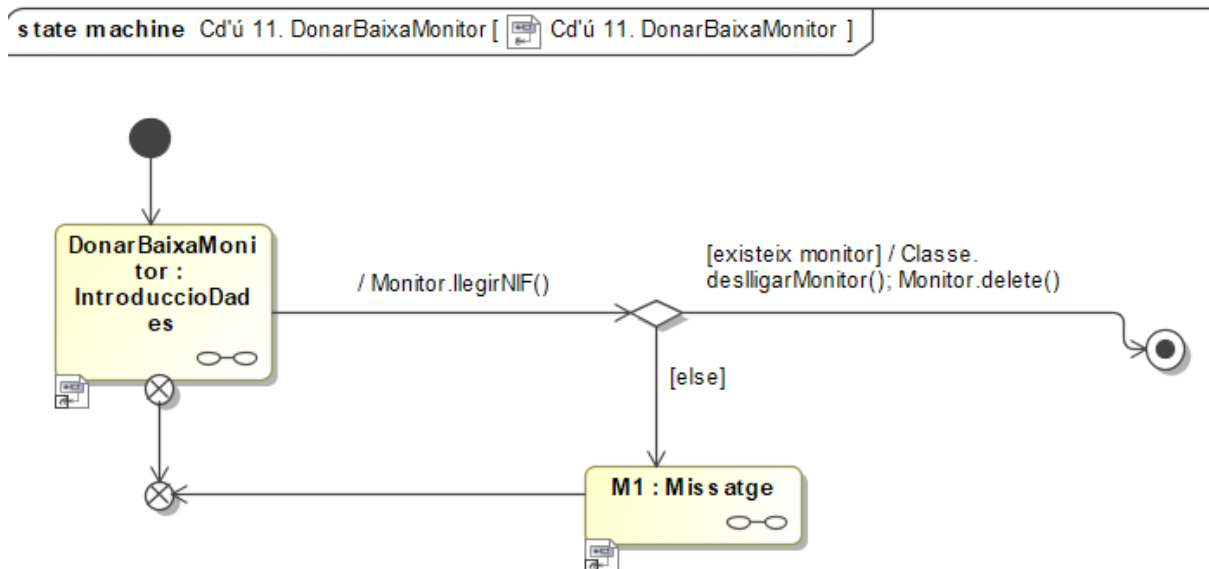 state machine Cd'ú 11. DonarBaixaMonitor [ Cd'ú 11. DonarBaixaMonitor ]
DonarBaixaMoni
tor :
IntroduccioDad
es
/ Monitor.llegirNIF()
[existeix monitor] / Classe.
deslligarMonitor(); Monitor.delete()
[else]
M1 : Missatge